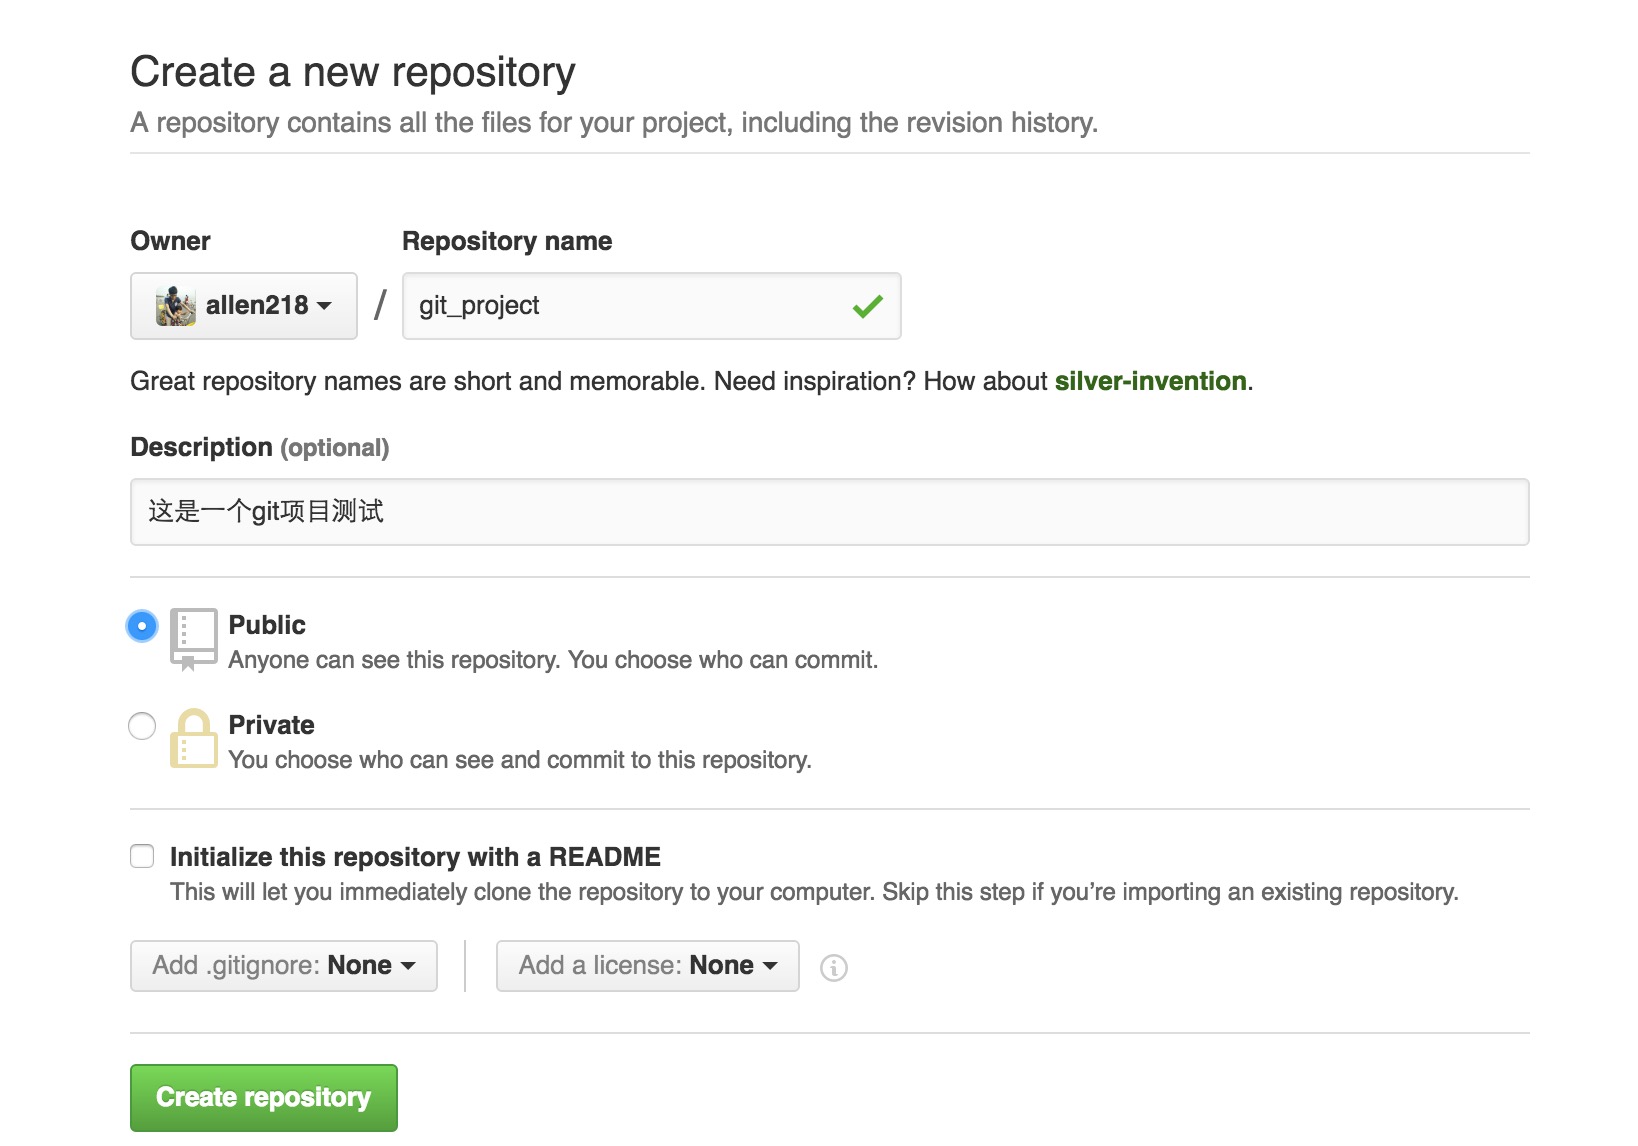 Create a new repository
A repository contains all the files for your project, including the revision history.
Owner
Repository name
allen218 / git_project
Great repository names are short and memorable. Need inspiration? How about silver-invention.
Description (optional)
这是一个git项目测试
Public
Anyone can see this repository. You choose who can commit.
Private
You choose who can see and commit to this repository.
Initialize this repository with a README
This will let you immediately clone the repository to your computer. Skip this step if you’re importing an existing repository.
Add .gitignore: None
Add a license: None
Create repository